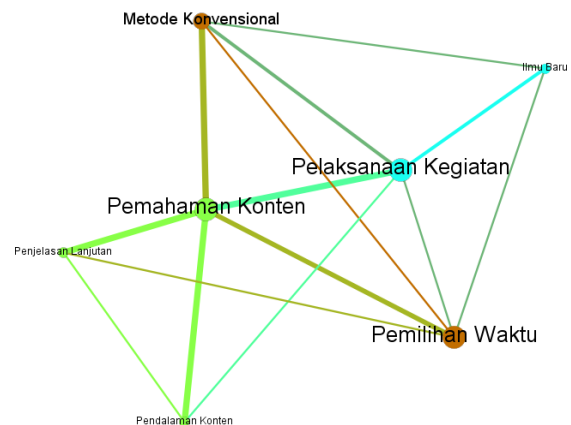 Metode Konvensional
Ilmu Baru
Pelaksanaan Kegiatan
Pemahaman Konten
Penjelasan Lanjutan
Pemilihan Waktu
Pendalaman Konten